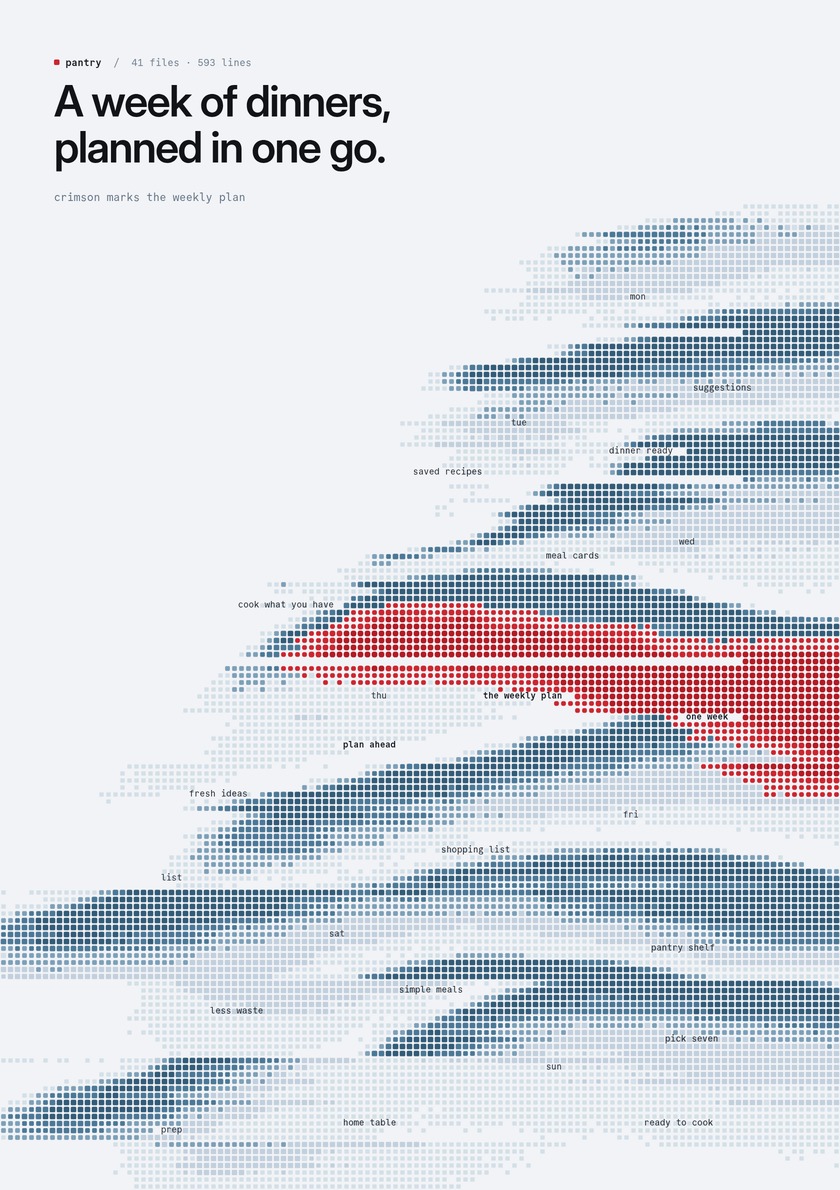 pantry / 41 files · 593 lines
A week of dinners,
planned in one go.
crimson marks the weekly plan
mon
suggestions
tue
dinner ready
saved recipes
wed
meal cards
cook what you have
thu
the weekly plan
one week
plan ahead
fresh ideas
fri
shopping list
list
sat
pantry shelf
simple meals
less waste
pick seven
sun
home table
ready to cook
prep